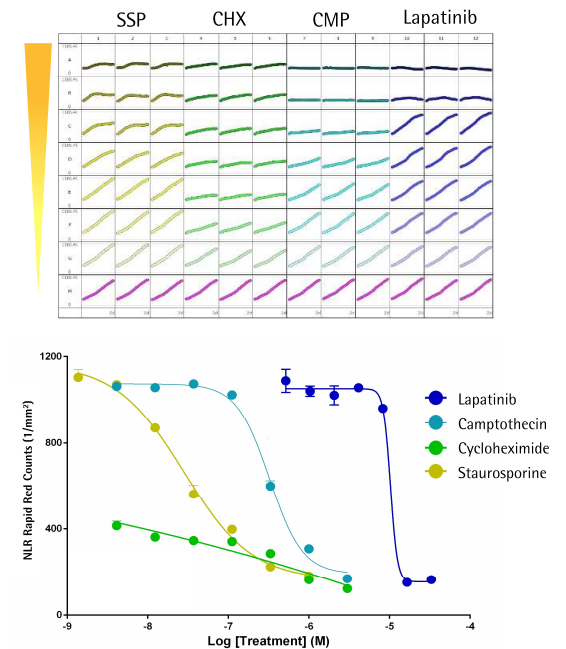 SSP CHX CMP Lapatinib
1 2 3 4 5 6 7 8 9 10 11 12
A
B
C
D
E
F
G
H
1200
800
400
0
NLR Rapid Red Counts (1/mm²)
-9 -8 -7 -6 -5 -4
Log [Treatment] (M)
Lapatinib
Camptothecin
Cycloheximide
Staurosporine